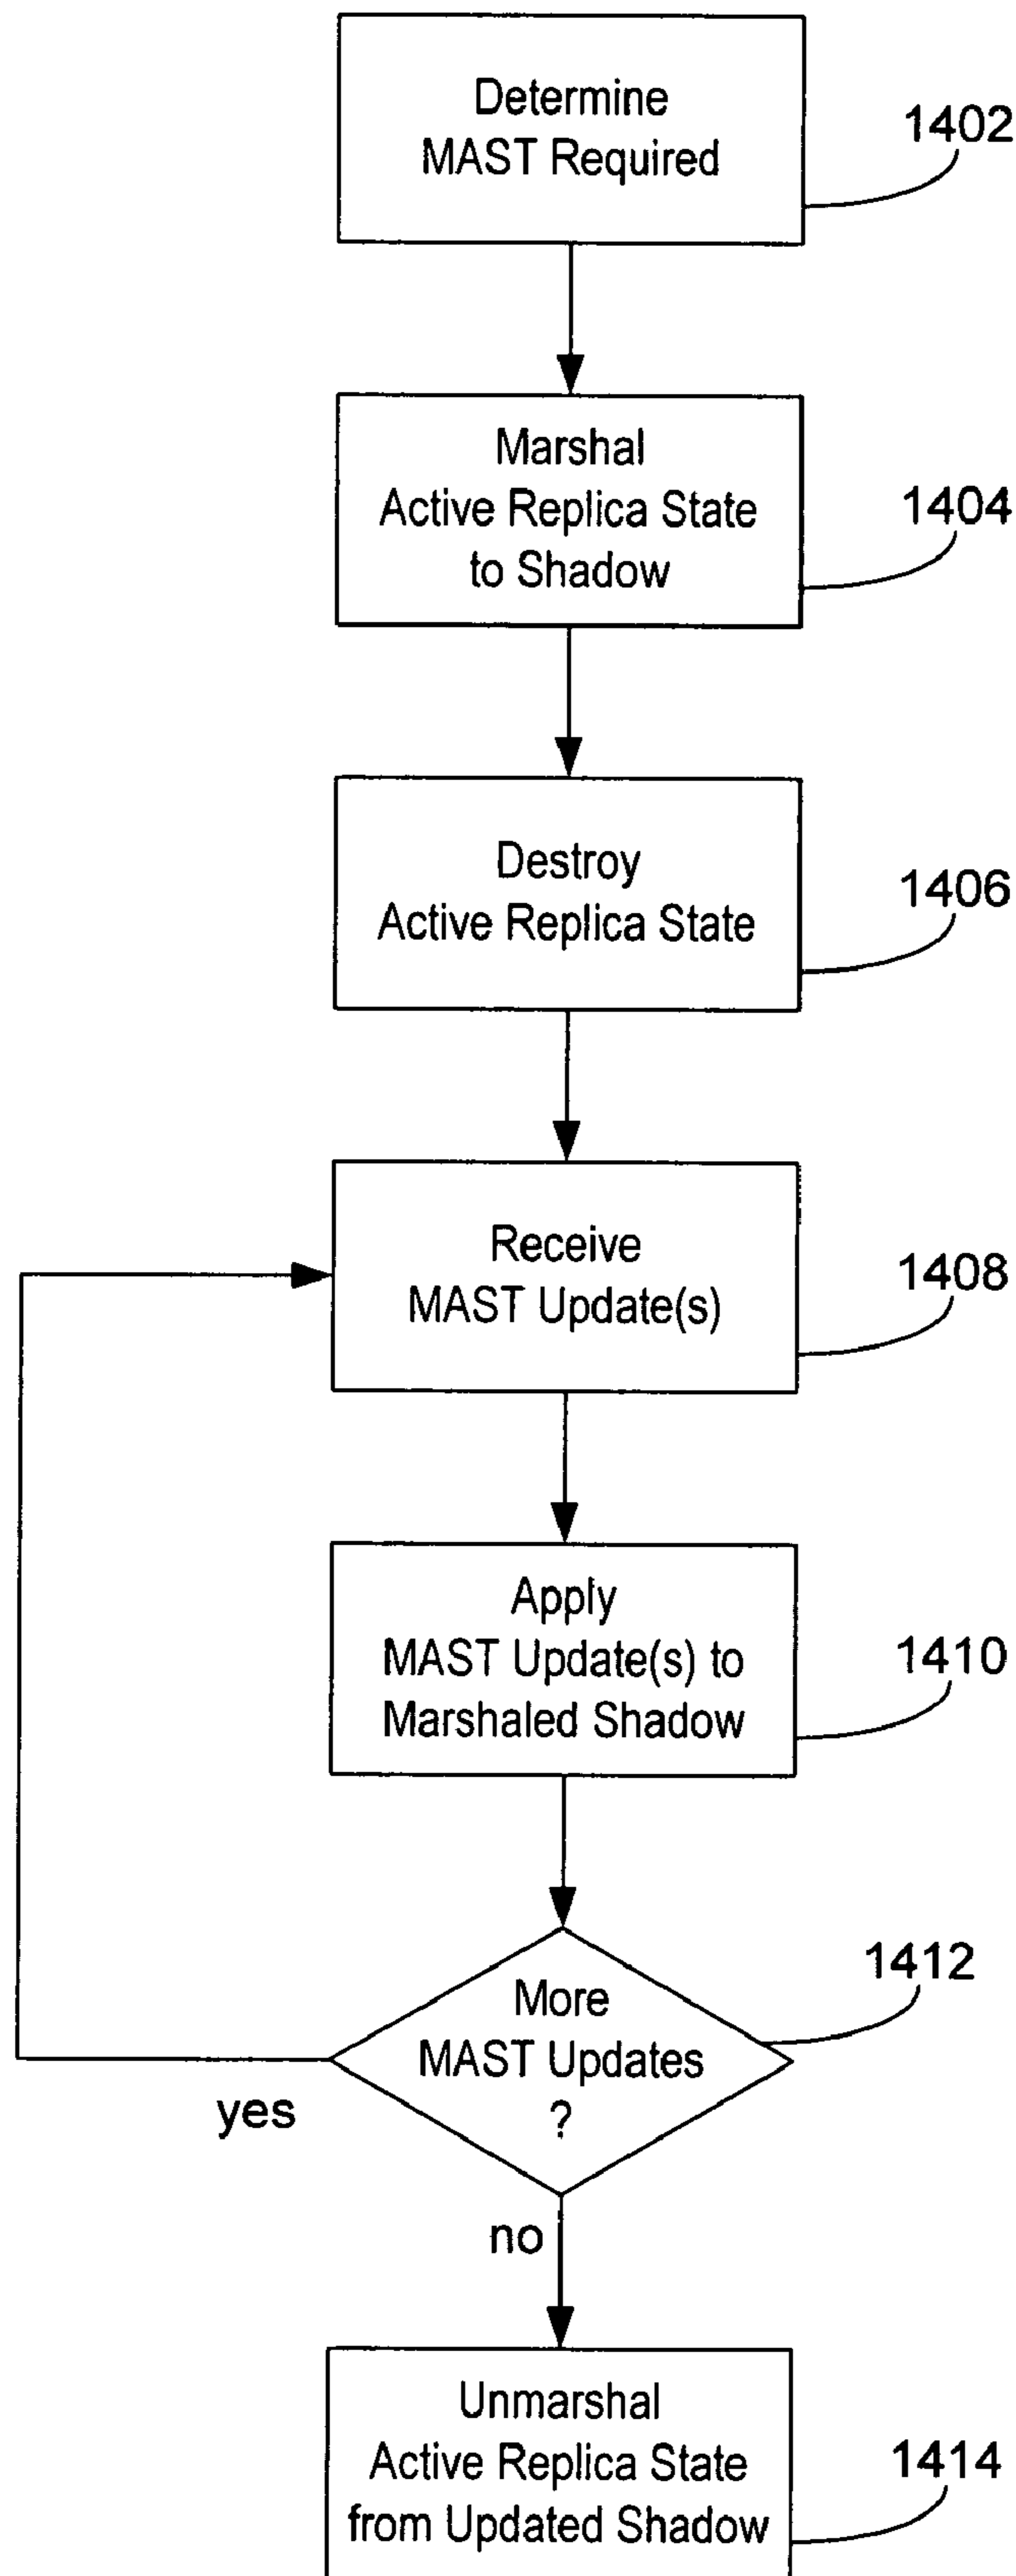 Determine
MAST Required
1402
Marshal
Active Replica State
to Shadow
1404
Destroy
Active Replica State
1406
Receive
MAST Update(s)
1408
Apply
MAST Update(s) to
Marshaled Shadow
1410
More
MAST Updates
?
1412
yes
no
Unmarshal
Active Replica State
from Updated Shadow
1414